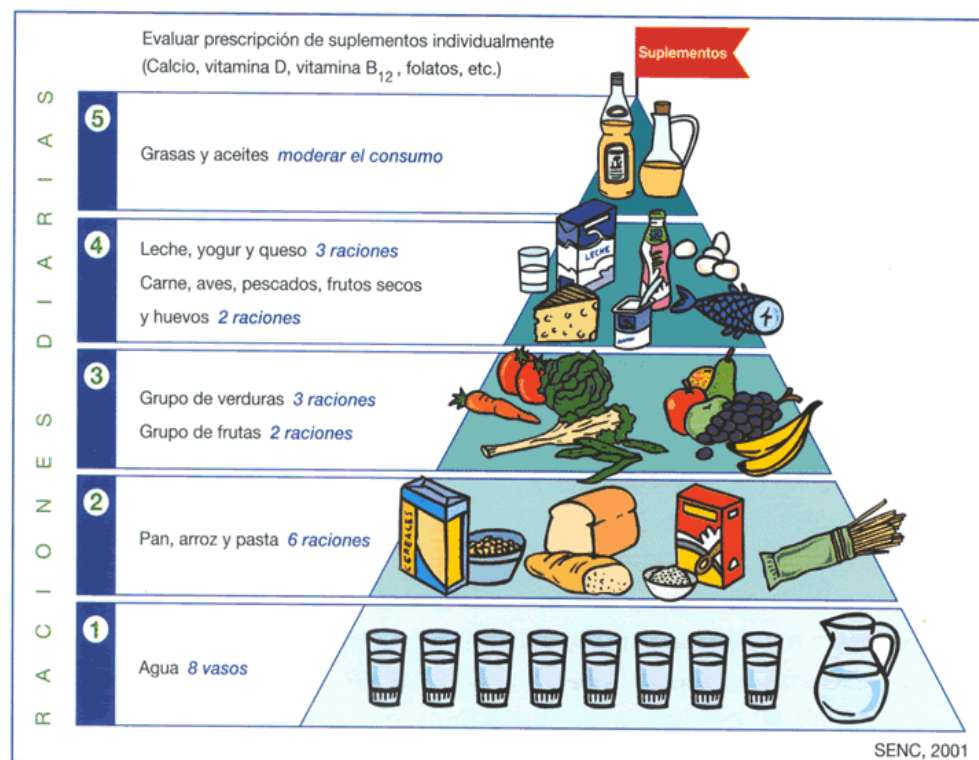 Evaluar prescripción de suplementos individualmente
(Calcio, vitamina D, vitamina B12, folatos, etc.)
Suplementos
RACIONES DIARIAS
5
Grasas y aceites moderar el consumo
4
Leche, yogur y queso 3 raciones
Carne, aves, pescados, frutos secos
y huevos 2 raciones
LECHE
3
Grupo de verduras 3 raciones
Grupo de frutas 2 raciones
2
Pan, arroz y pasta 6 raciones
CEREALES
1
Agua 8 vasos
SENC, 2001